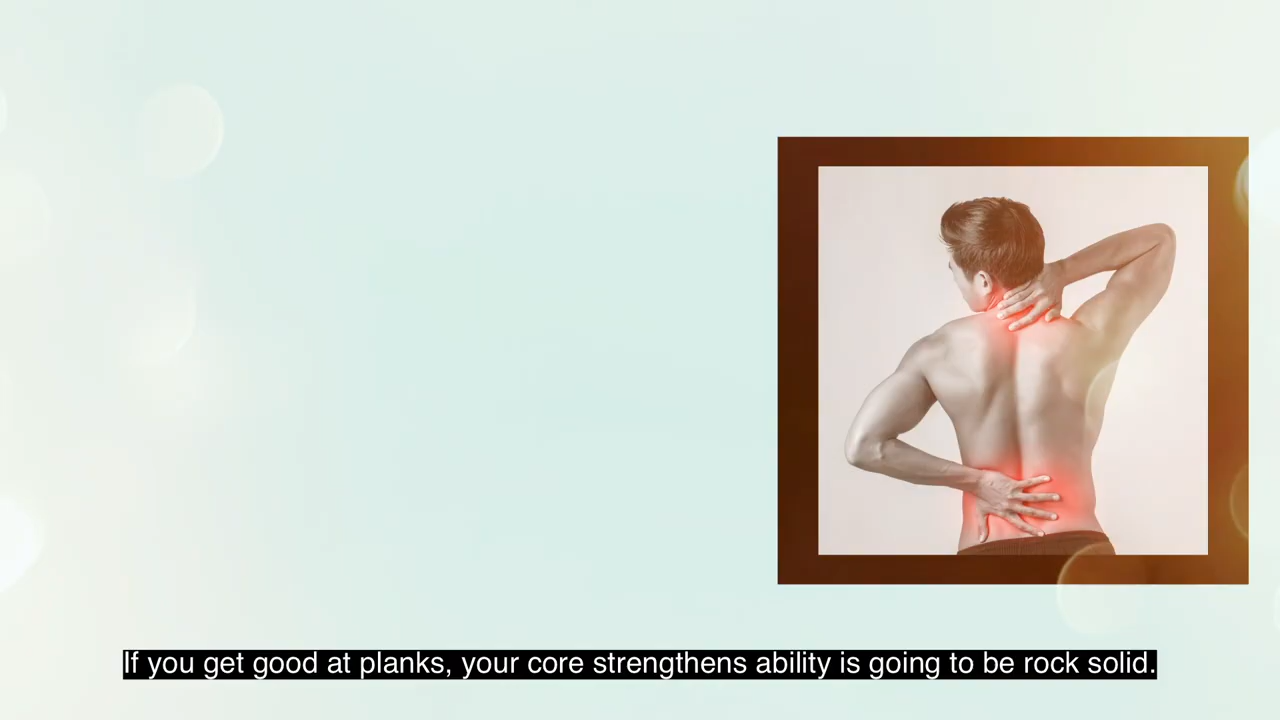 If you get good at planks, your core strengthens ability is going to be rock solid.